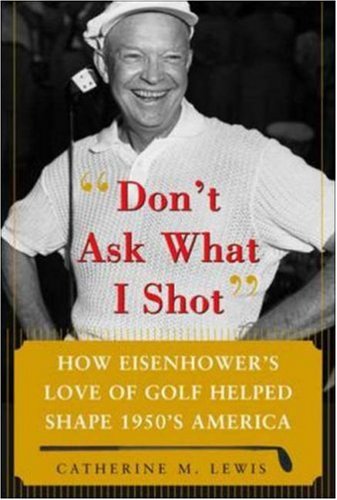 “Don't
Ask What
I Shot”
HOW EISENHOWER'S
LOVE OF GOLF HELPED
SHAPE 1950'S AMERICA
CATHERINE M. LEWIS